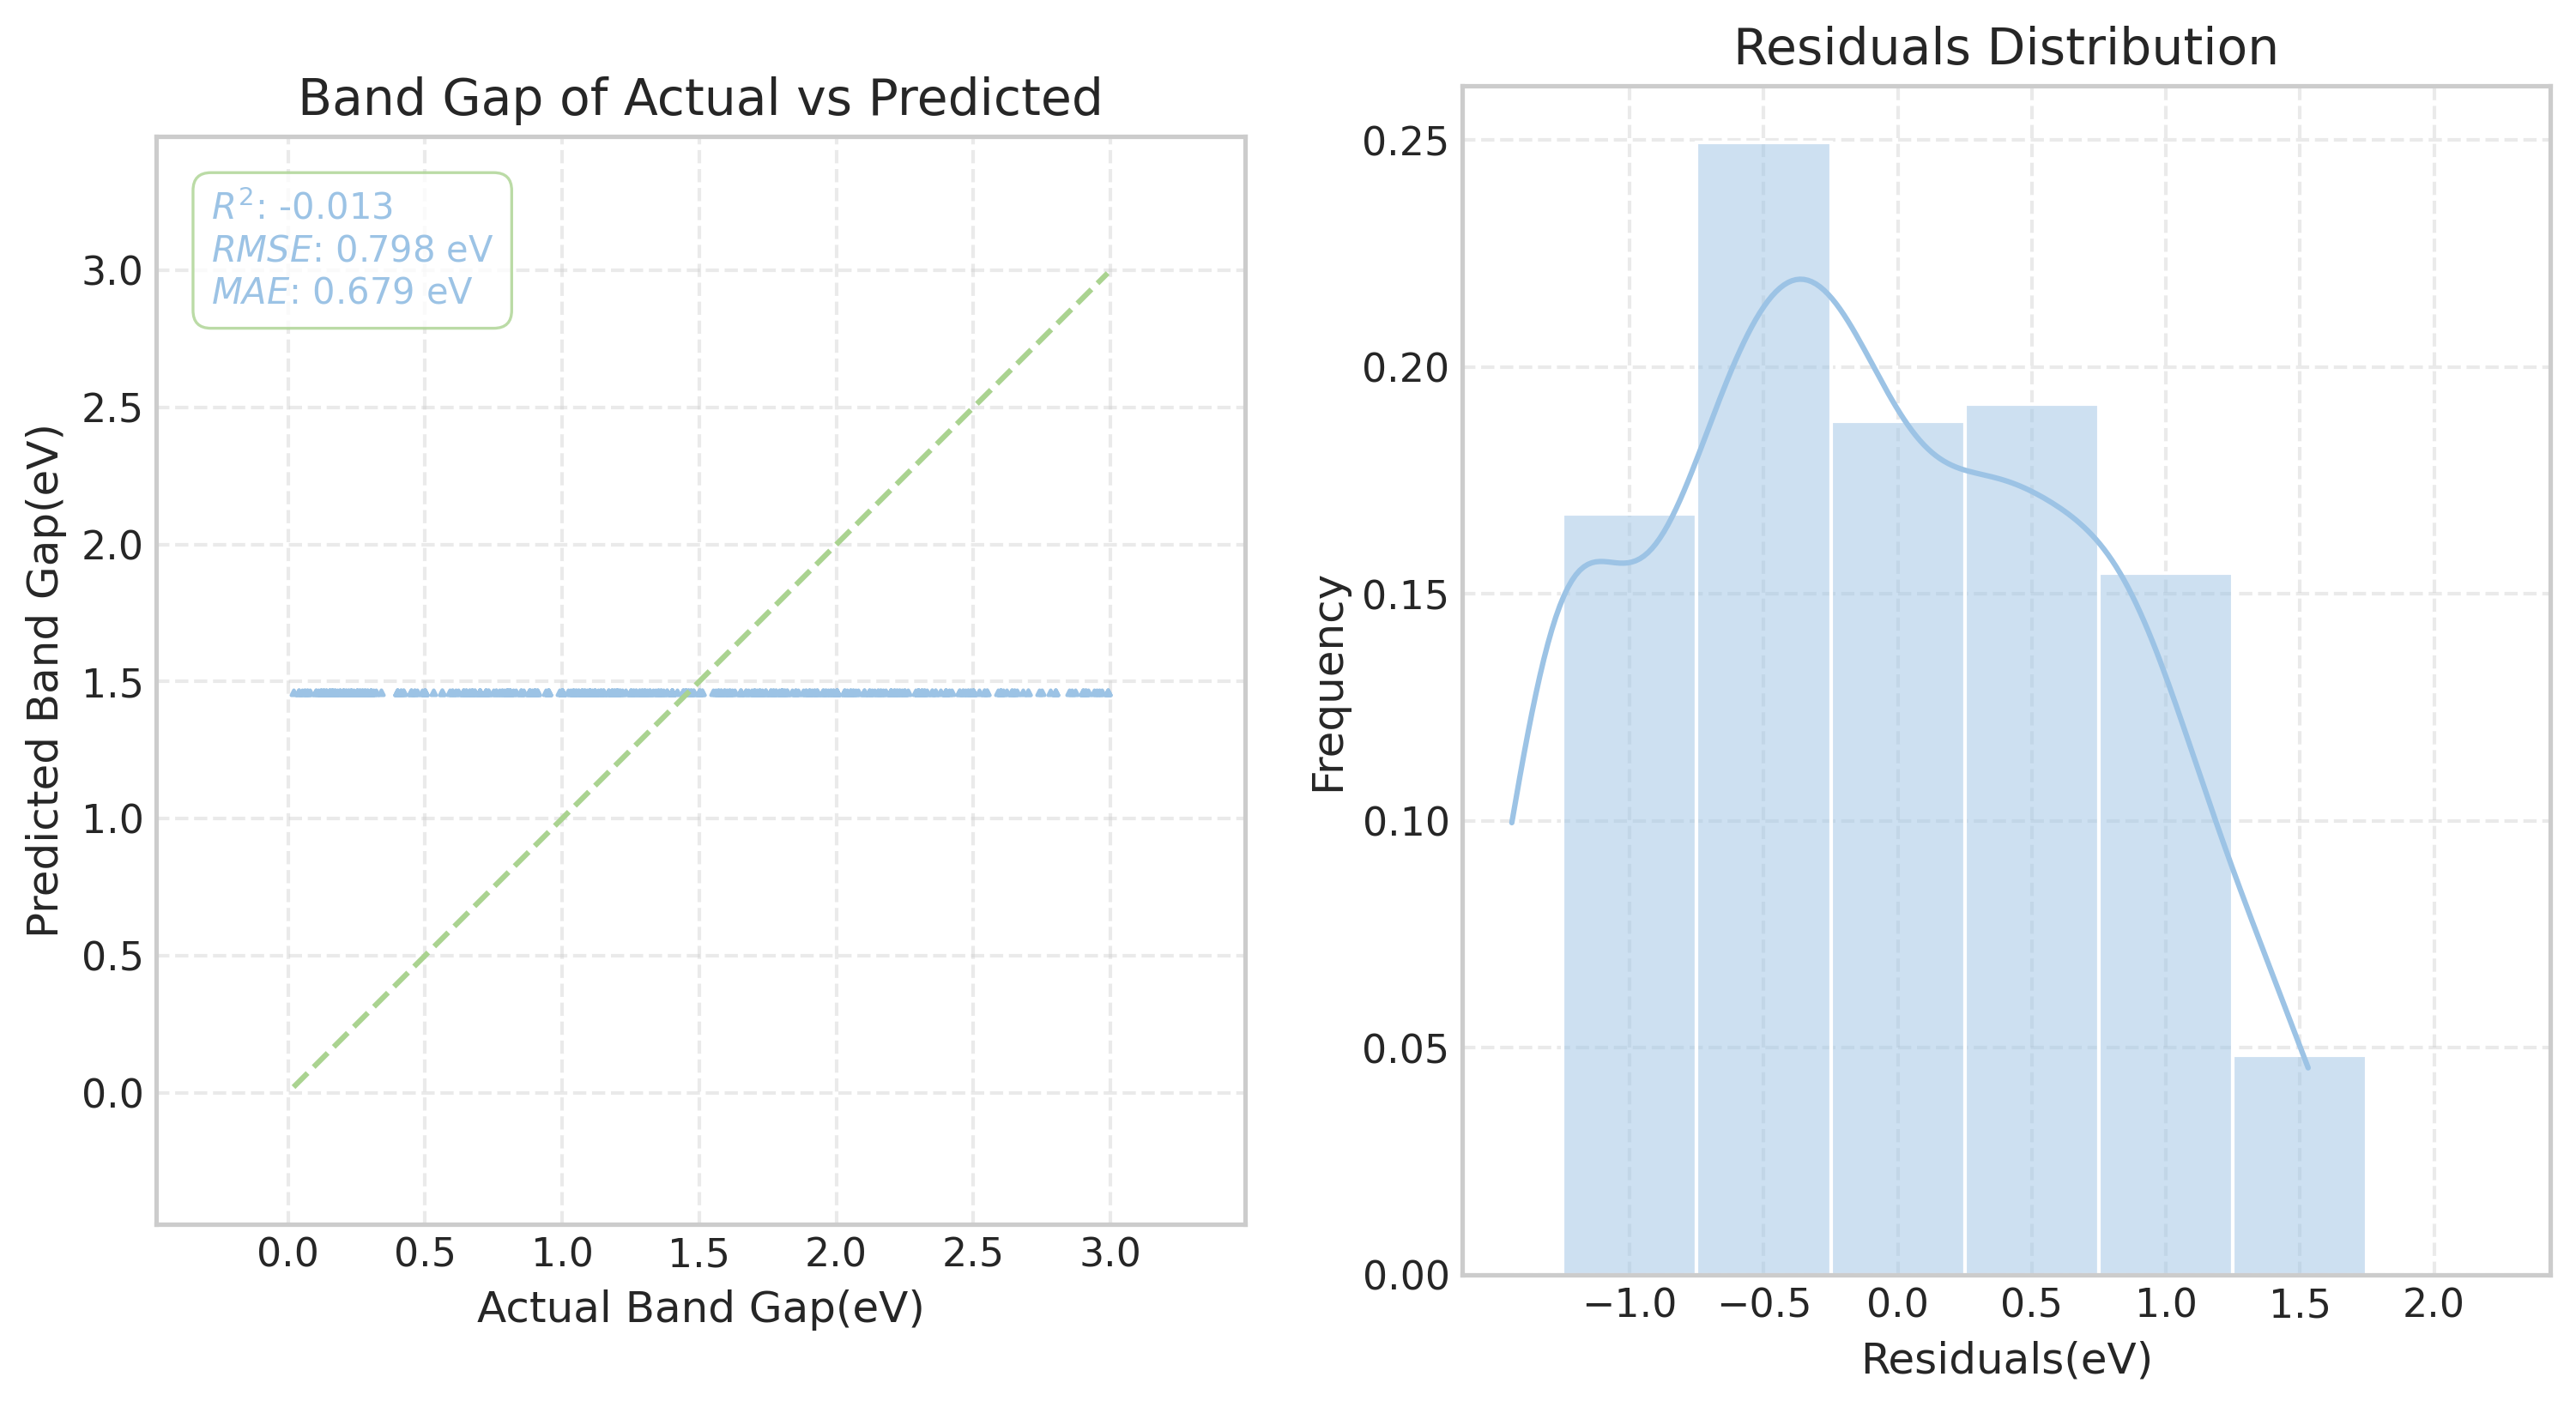 Band Gap of Actual vs Predicted
R²: -0.013
RMSE: 0.798 eV
MAE: 0.679 eV
3.0
2.5
2.0
1.5
1.0
0.5
0.0
Predicted Band Gap(eV)
0.0 0.5 1.0 1.5 2.0 2.5 3.0
Actual Band Gap(eV)
Residuals Distribution
0.25
0.20
0.15
0.10
0.05
0.00
Frequency
−1.0 −0.5 0.0 0.5 1.0 1.5 2.0
Residuals(eV)